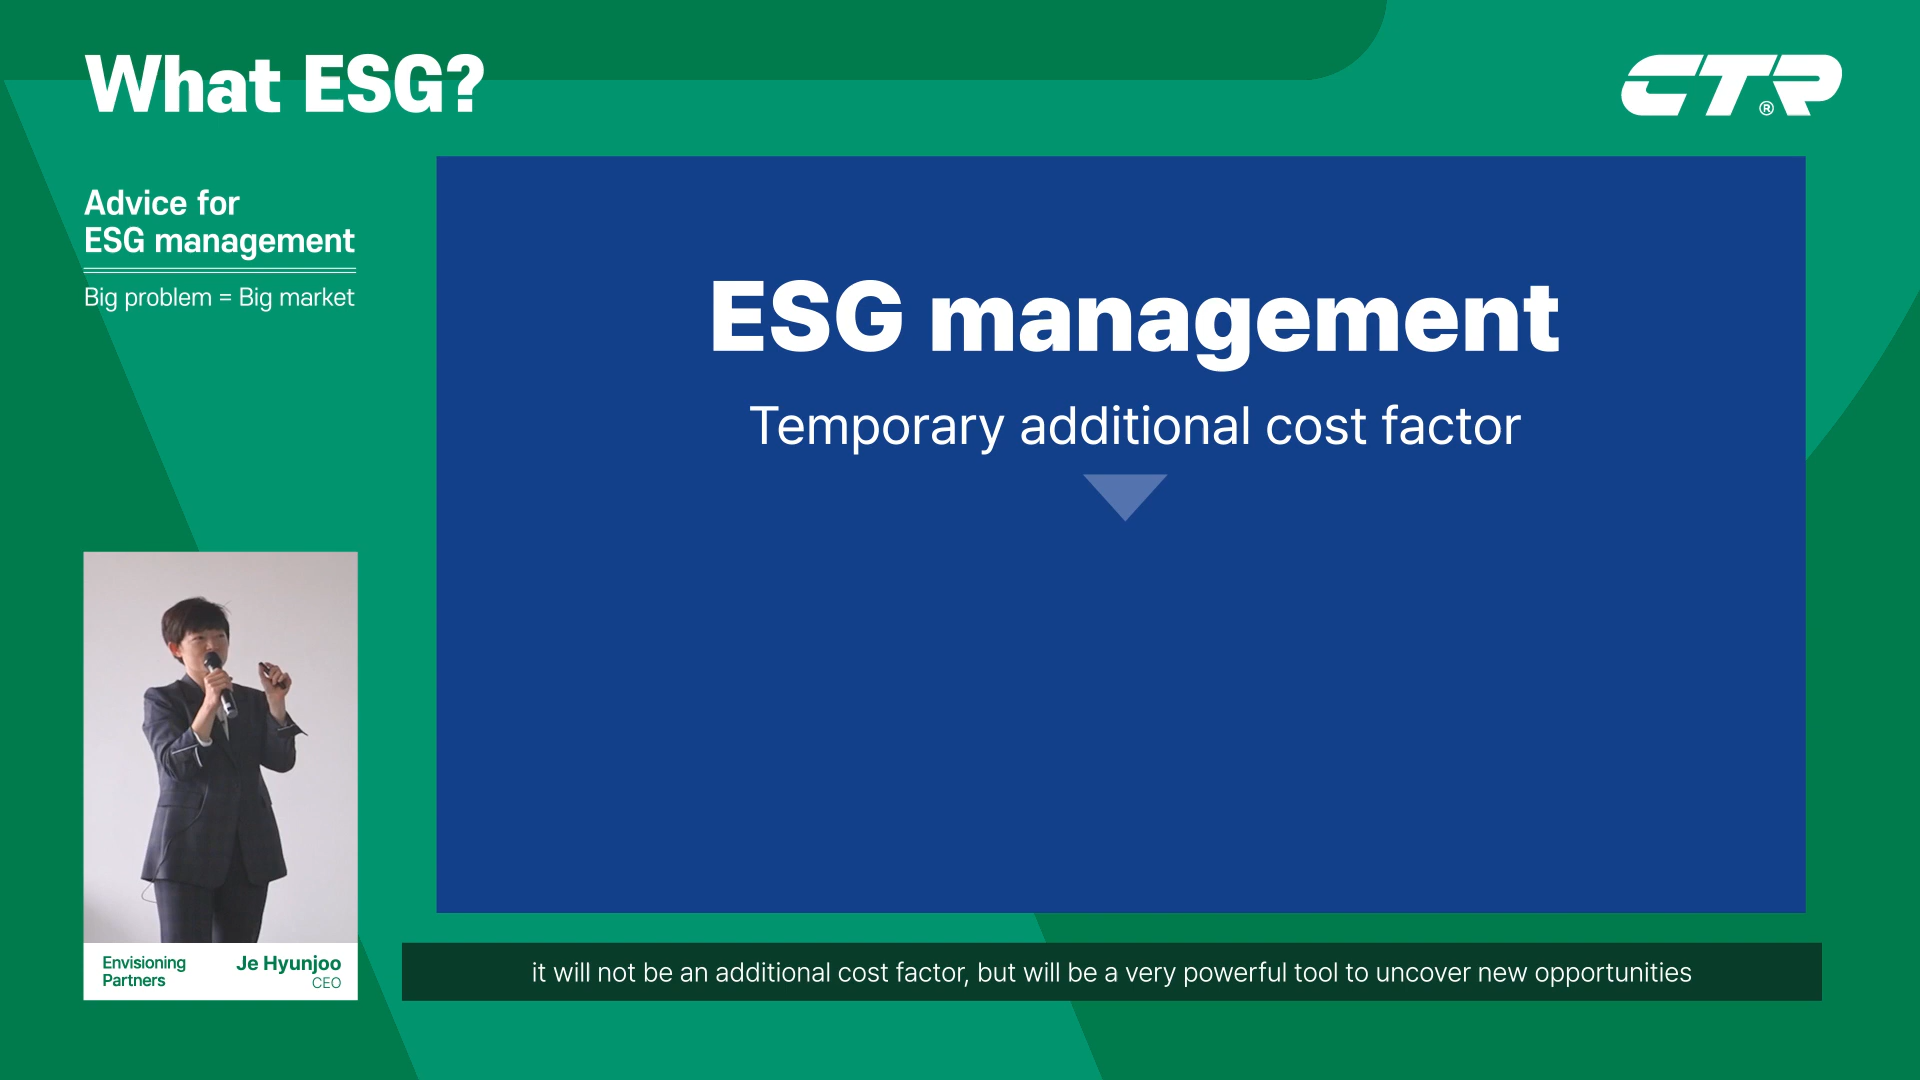 What ESG?
CTR®
Advice for
ESG management
Big problem = Big market
ESG management
Temporary additional cost factor
Envisioning
Partners
Je Hyunjoo
CEO
it will not be an additional cost factor, but will be a very powerful tool to uncover new opportunities